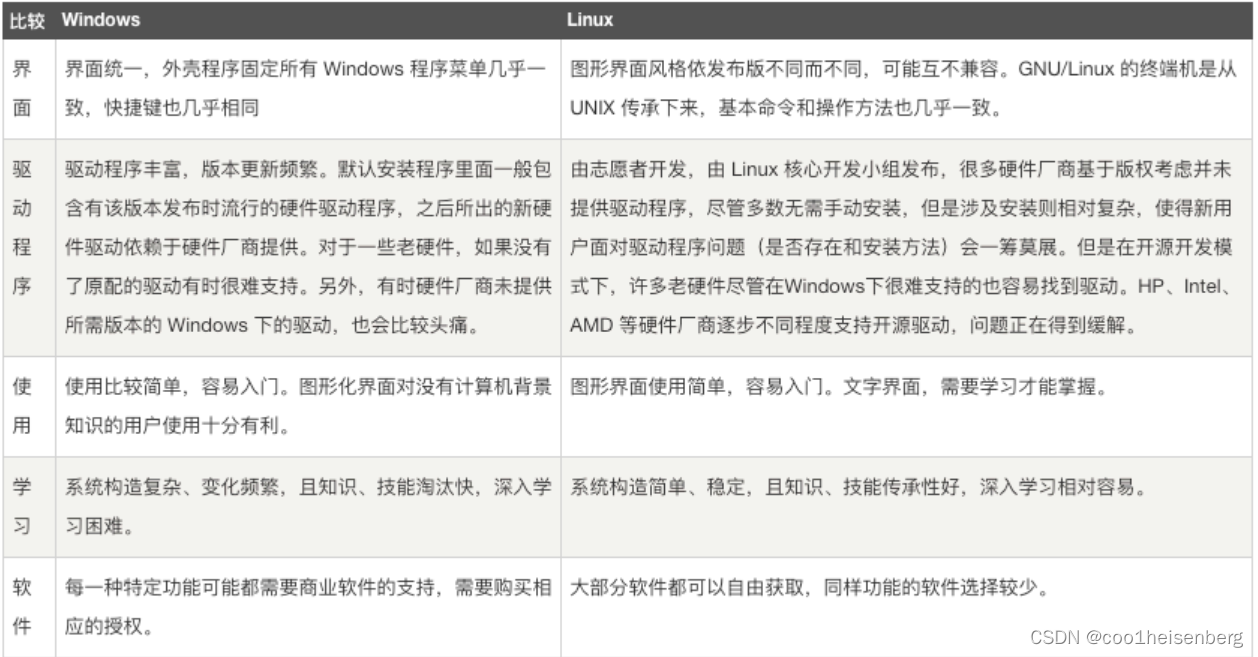 比较 Windows Linux
界面
界面统一，外壳程序固定所有 Windows 程序菜单几乎一
致，快捷键也几乎相同
图形界面风格依发布版不同而不同，可能互不兼容。GNU/Linux 的终端机是从
UNIX 传承下来，基本命令和操作方法也几乎一致。
驱动程序
驱动程序丰富，版本更新频繁。默认安装程序里面一般包
含有该版本发布时流行的硬件驱动程序，之后所出的新硬
件驱动依赖于硬件厂商提供。对于一些老硬件，如果没有
了原配的驱动有时很难支持。另外，有时硬件厂商未提供
所需版本的 Windows 下的驱动，也会比较头痛。
由志愿者开发，由 Linux 核心开发小组发布，很多硬件厂商基于版权考虑并未
提供驱动程序，尽管多数无需手动安装，但是涉及安装则相对复杂，使得新用
户面对驱动程序问题（是否存在和安装方法）会一筹莫展。但是在开源开发模
式下，许多老硬件尽管在Windows下很难支持的也容易找到驱动。HP、Intel、
AMD 等硬件厂商逐步不同程度支持开源驱动，问题正在得到缓解。
使用
使用比较简单，容易入门。图形化界面对没有计算机背景
知识的用户使用十分有利。
图形界面使用简单，容易入门。文字界面，需要学习才能掌握。
学习
系统构造复杂、变化频繁，且知识、技能淘汰快，深入学
习困难。
系统构造简单、稳定，且知识、技能传承性好，深入学习相对容易。
软件
每一种特定功能可能都需要商业软件的支持，需要购买相
应的授权。
大部分软件都可以自由获取，同样功能的软件选择较少。
CSDN @coo1heisenberg